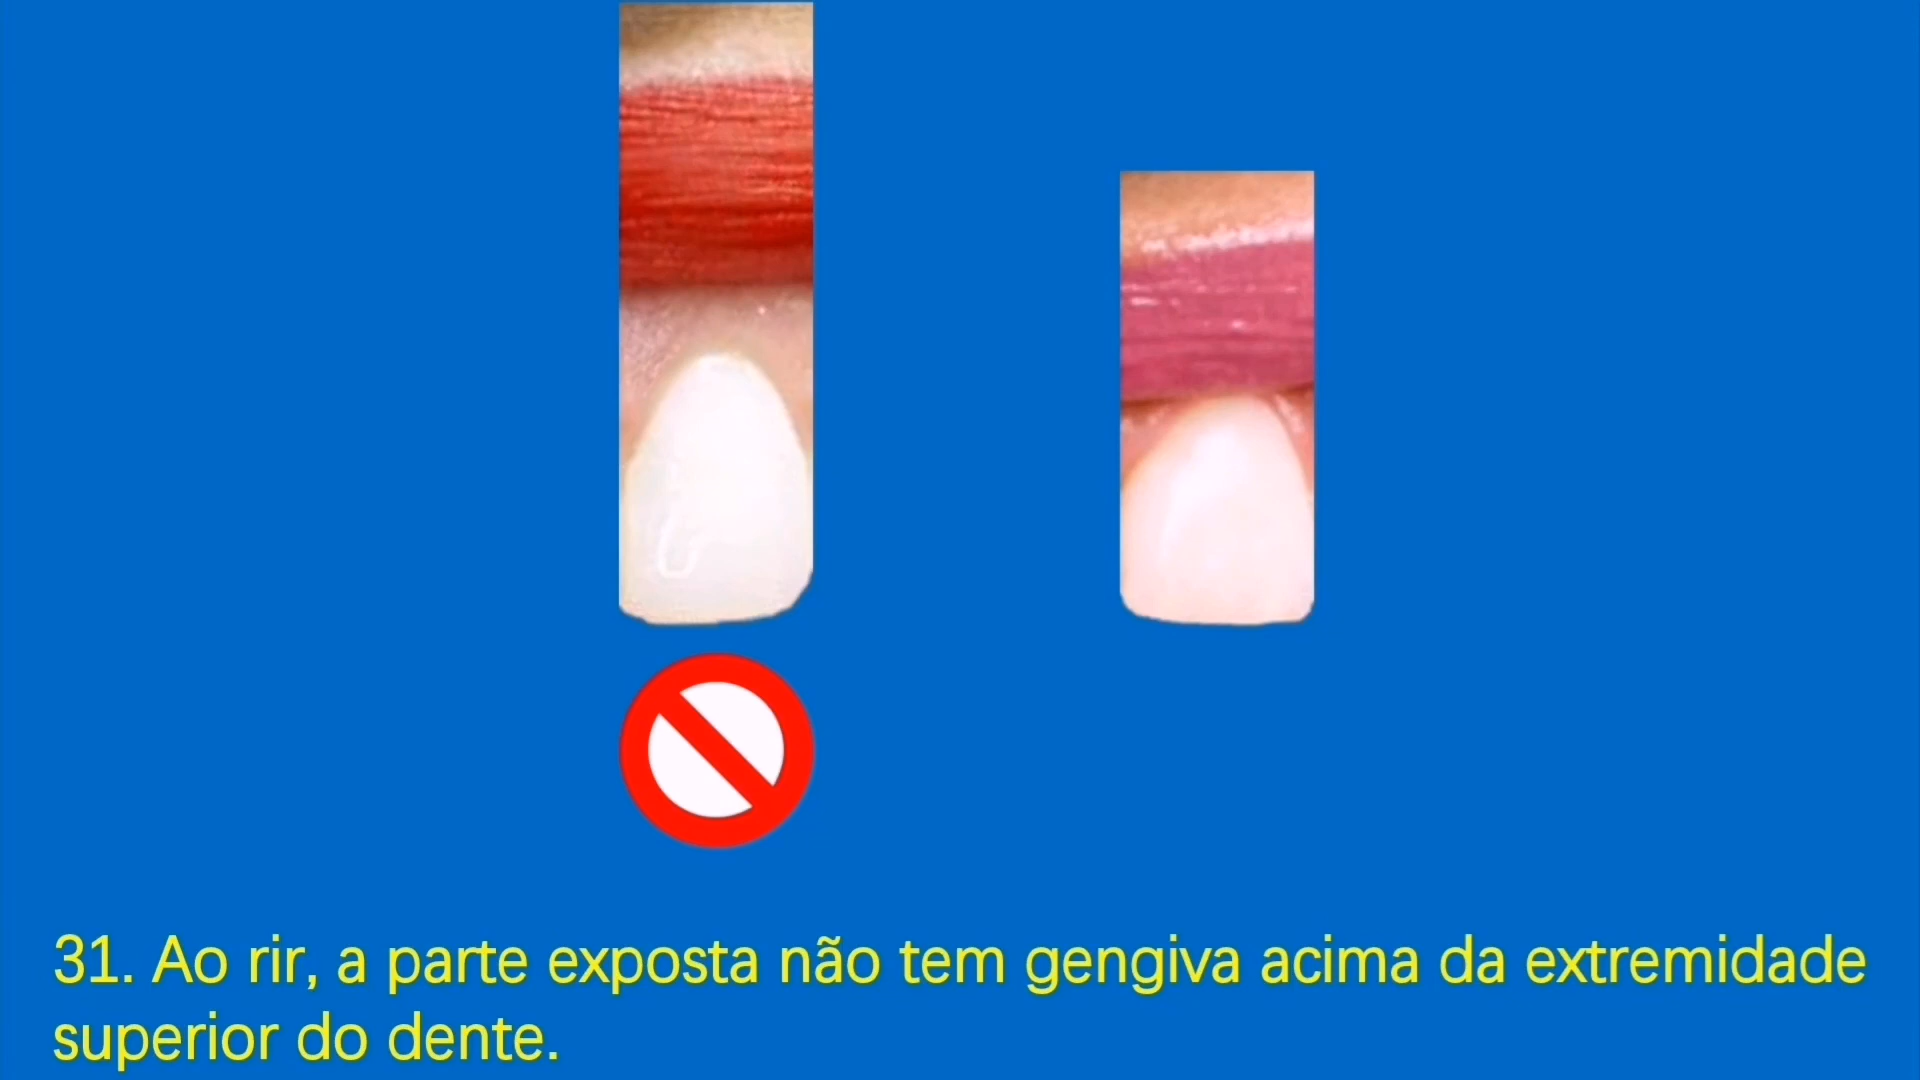 31. Ao rir, a parte exposta não tem gengiva acima da extremidade
superior do dente.